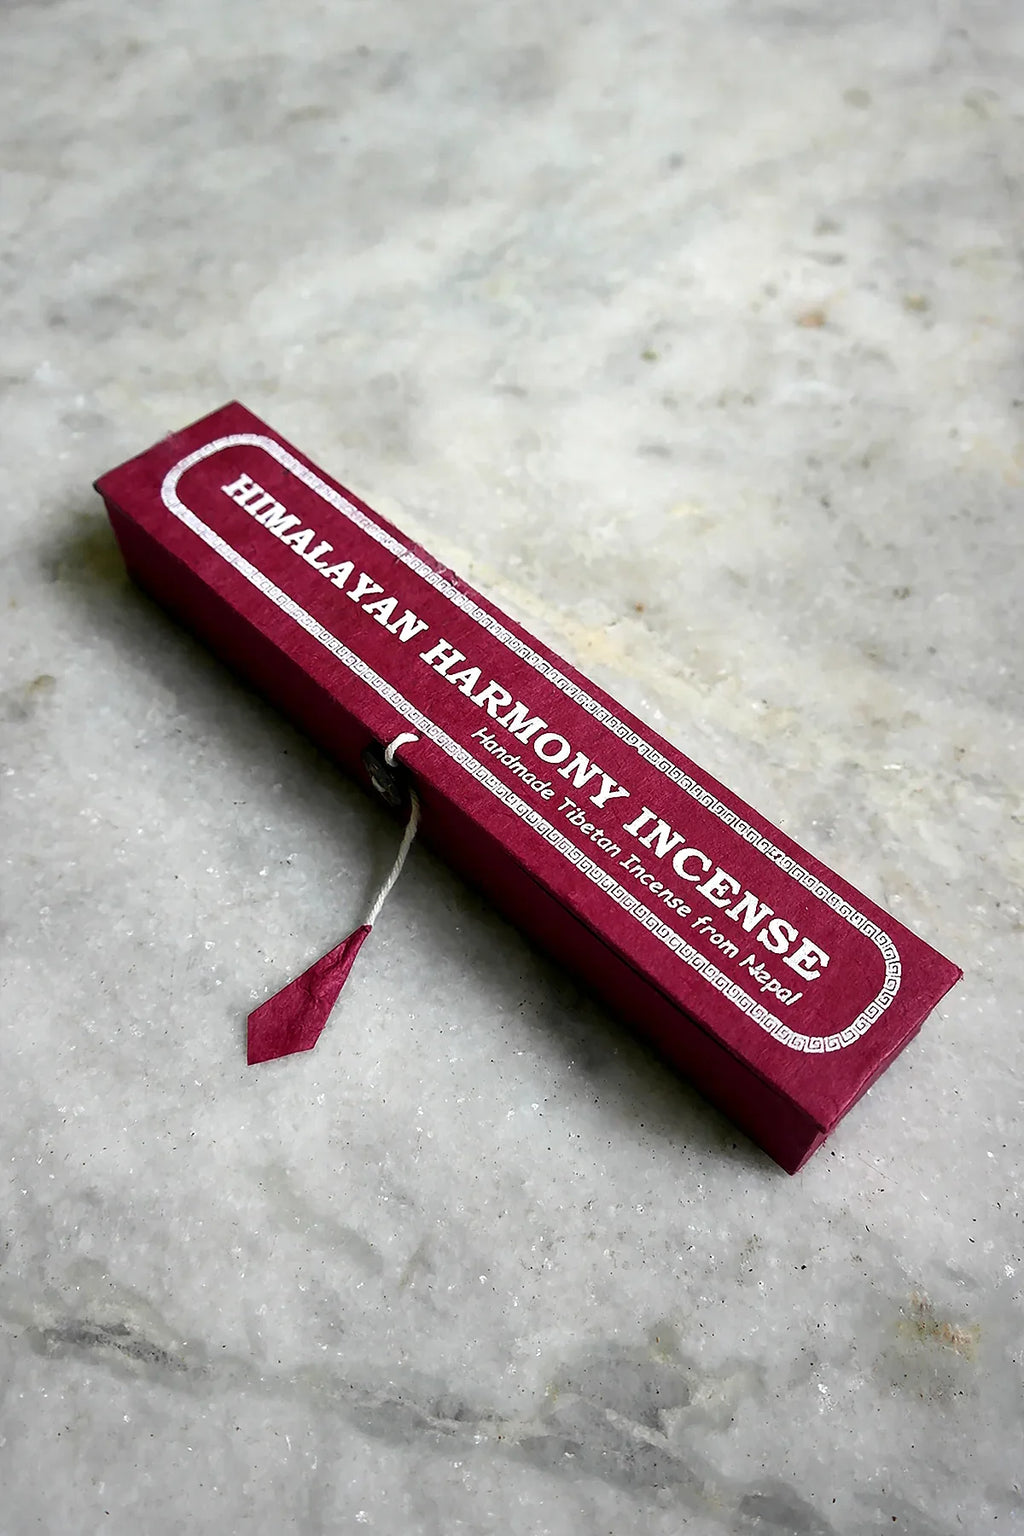 HIMALAYAN HARMONY INCENSE
Handmade Tibetan Incense from Nepal